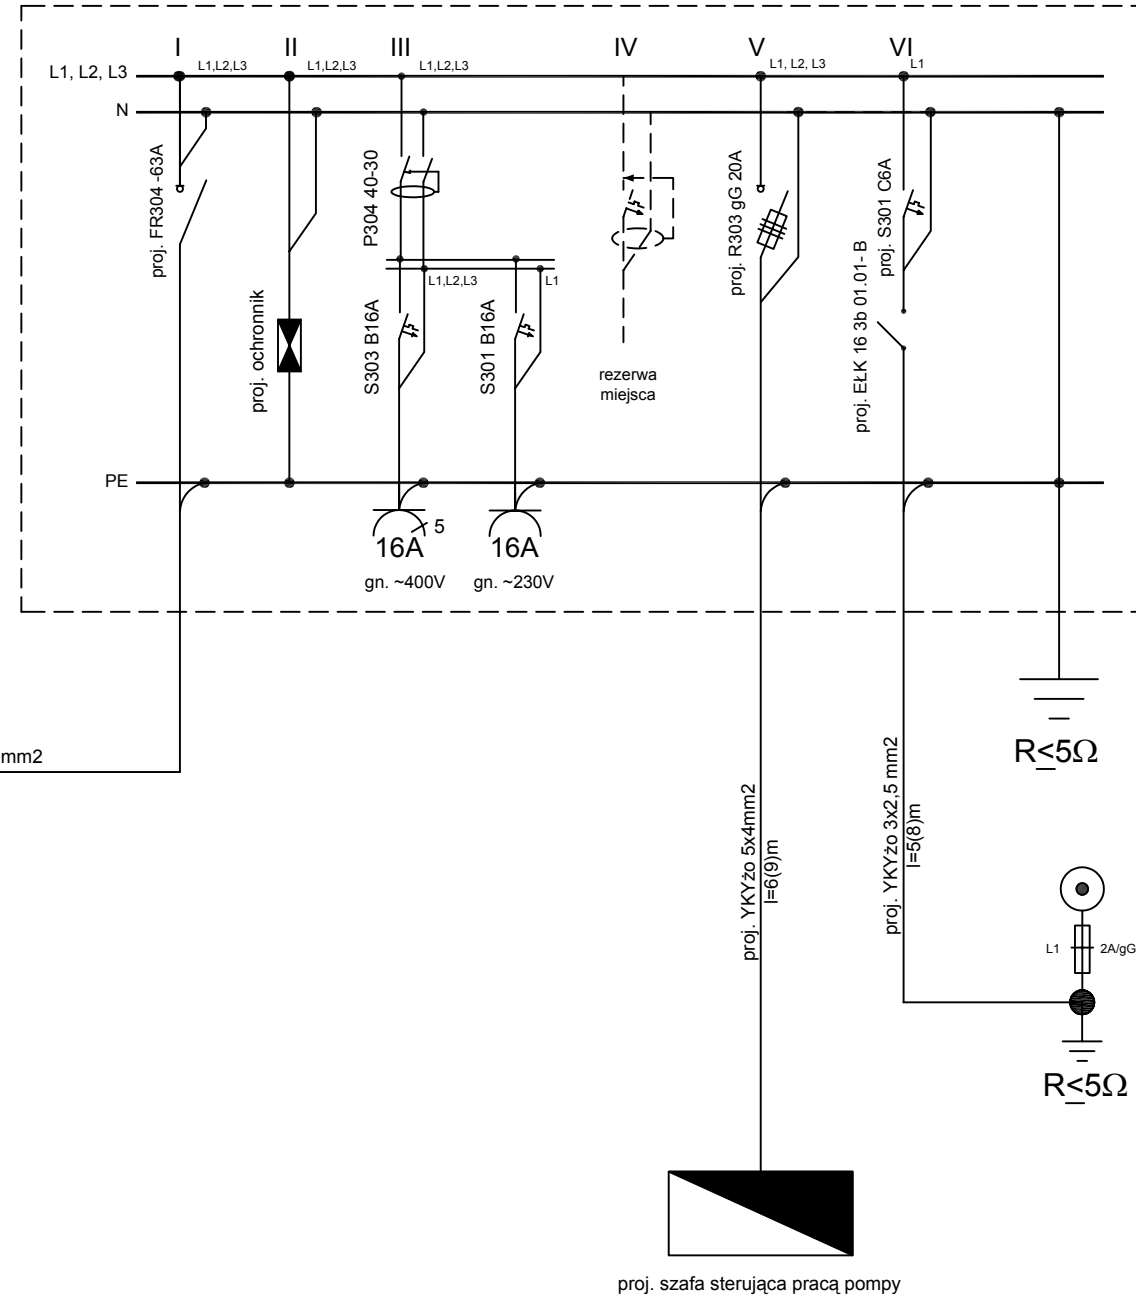 I
II
III
IV
V
VI
L1, L2, L3
L1,L2,L3
L1,L2,L3
L1,L2,L3
L1, L2, L3
L1
N
proj. FR304 -63A
proj. ochronnik
P304 40-30
L1,L2,L3
L1
S303 B16A
S301 B16A
rezerwa
miejsca
proj. R303 gG 20A
proj. EŁK 16 3b 01.01- B
proj. S301 C6A
PE
5
16A
16A
gn. ~400V
gn. ~230V
mm2
R≤5Ω
proj. YKYżo 5x4mm2
l=6(9)m
proj. YKYżo 3x2,5 mm2
l=5(8)m
L1
2A/gG
R≤5Ω
proj. szafa sterująca pracą pompy